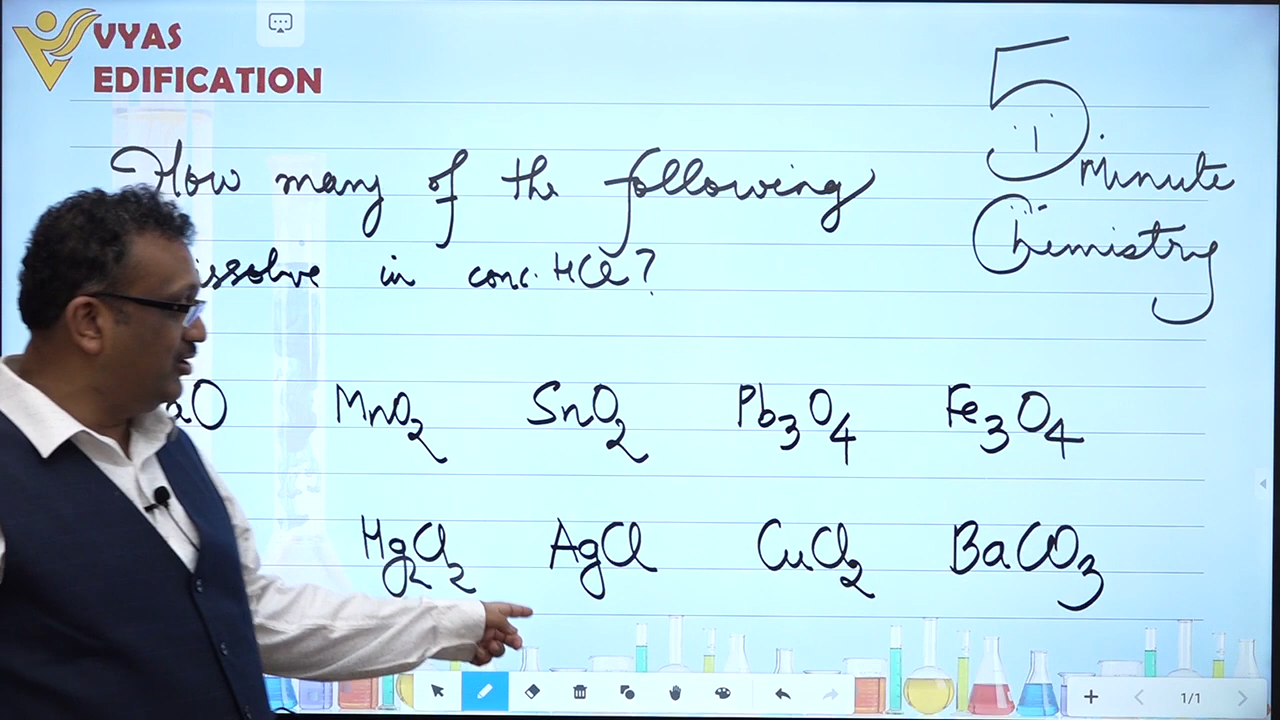 VYAS
EDIFICATION
5
Minute
Chemistry
How many of the following
issolve in conc. HCl?
aO MnO2 SnO2 Pb3O4 Fe3O4
Hg2Cl2 AgCl CuCl2 BaCO3
1/1